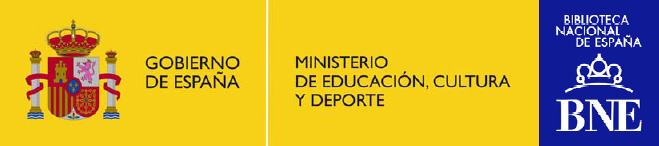 GOBIERNO
DE ESPAÑA
MINISTERIO
DE EDUCACIÓN, CULTURA
Y DEPORTE
BIBLIOTECA
NACIONAL
DE ESPAÑA
BNE